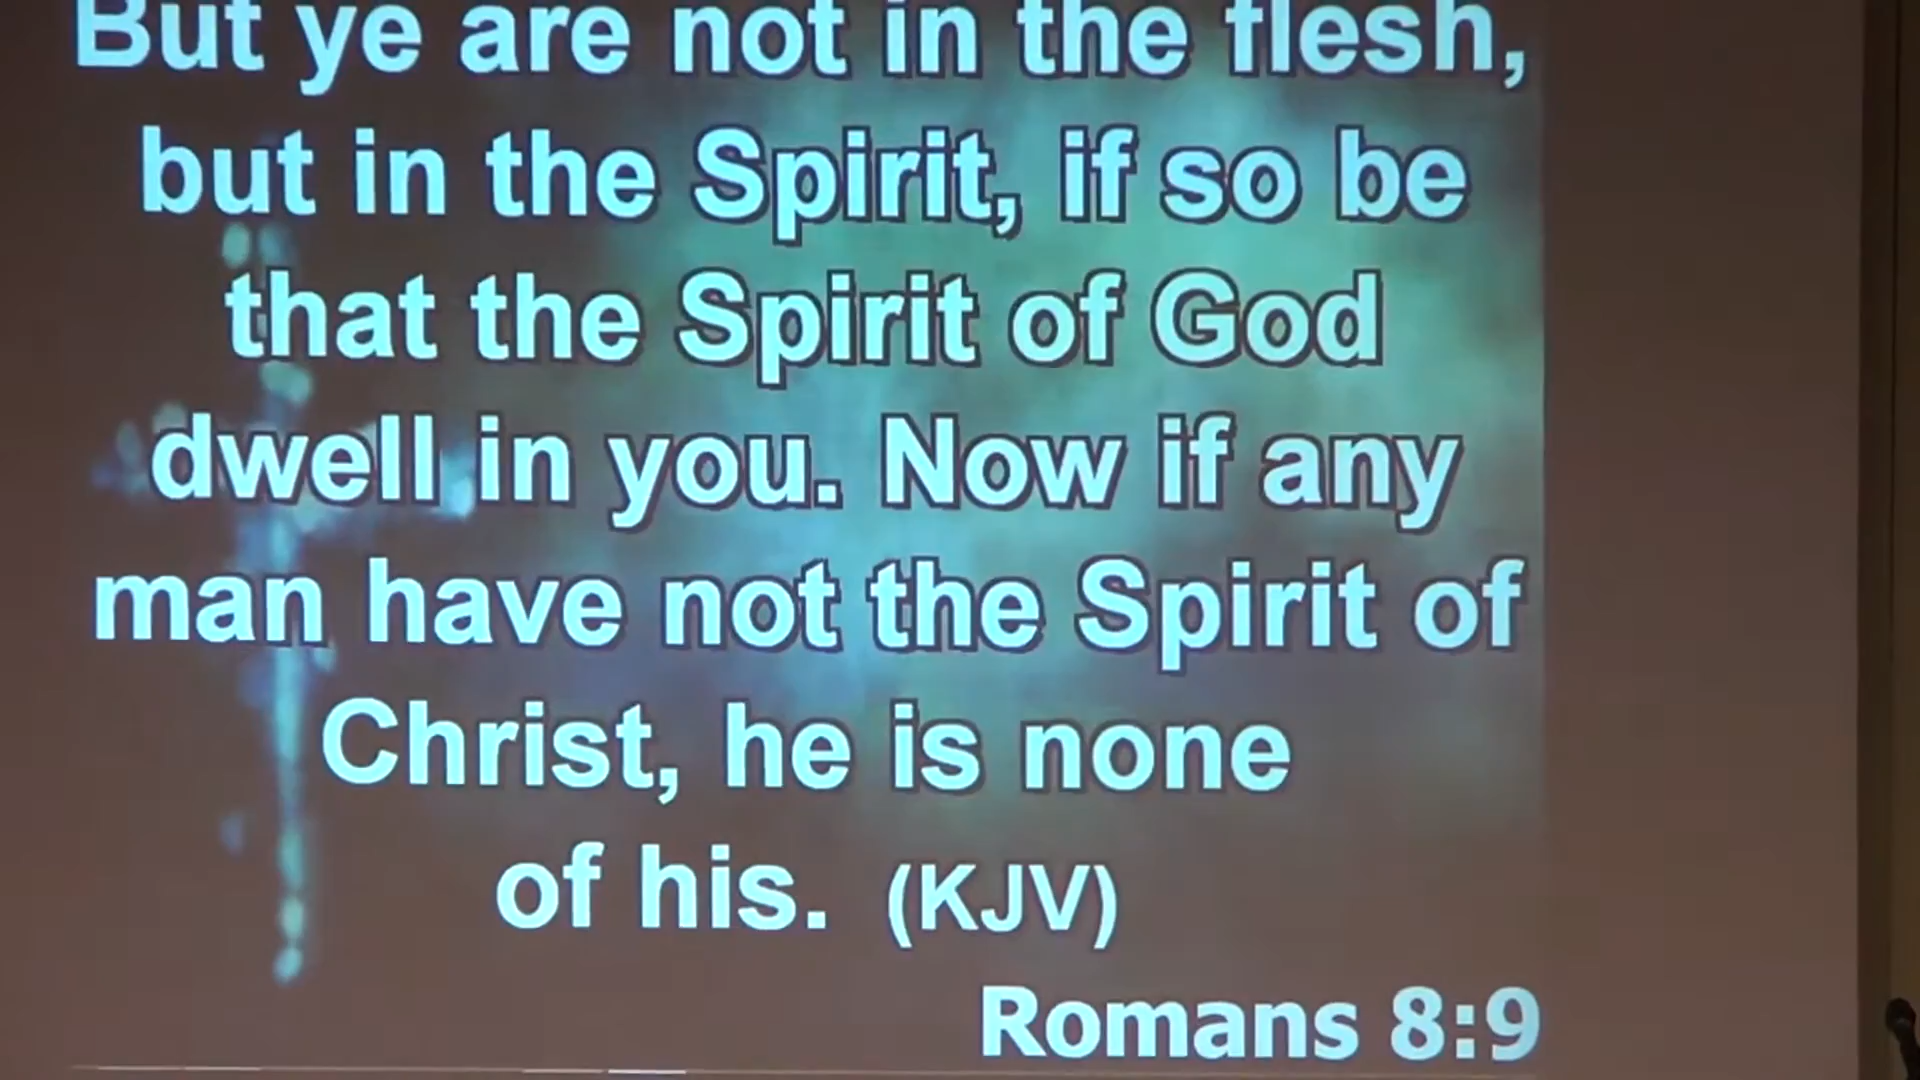 But ye are not in the flesh,
but in the Spirit, if so be
that the Spirit of God
dwell in you. Now if any
man have not the Spirit of
Christ, he is none
of his. (KJV)
Romans 8:9